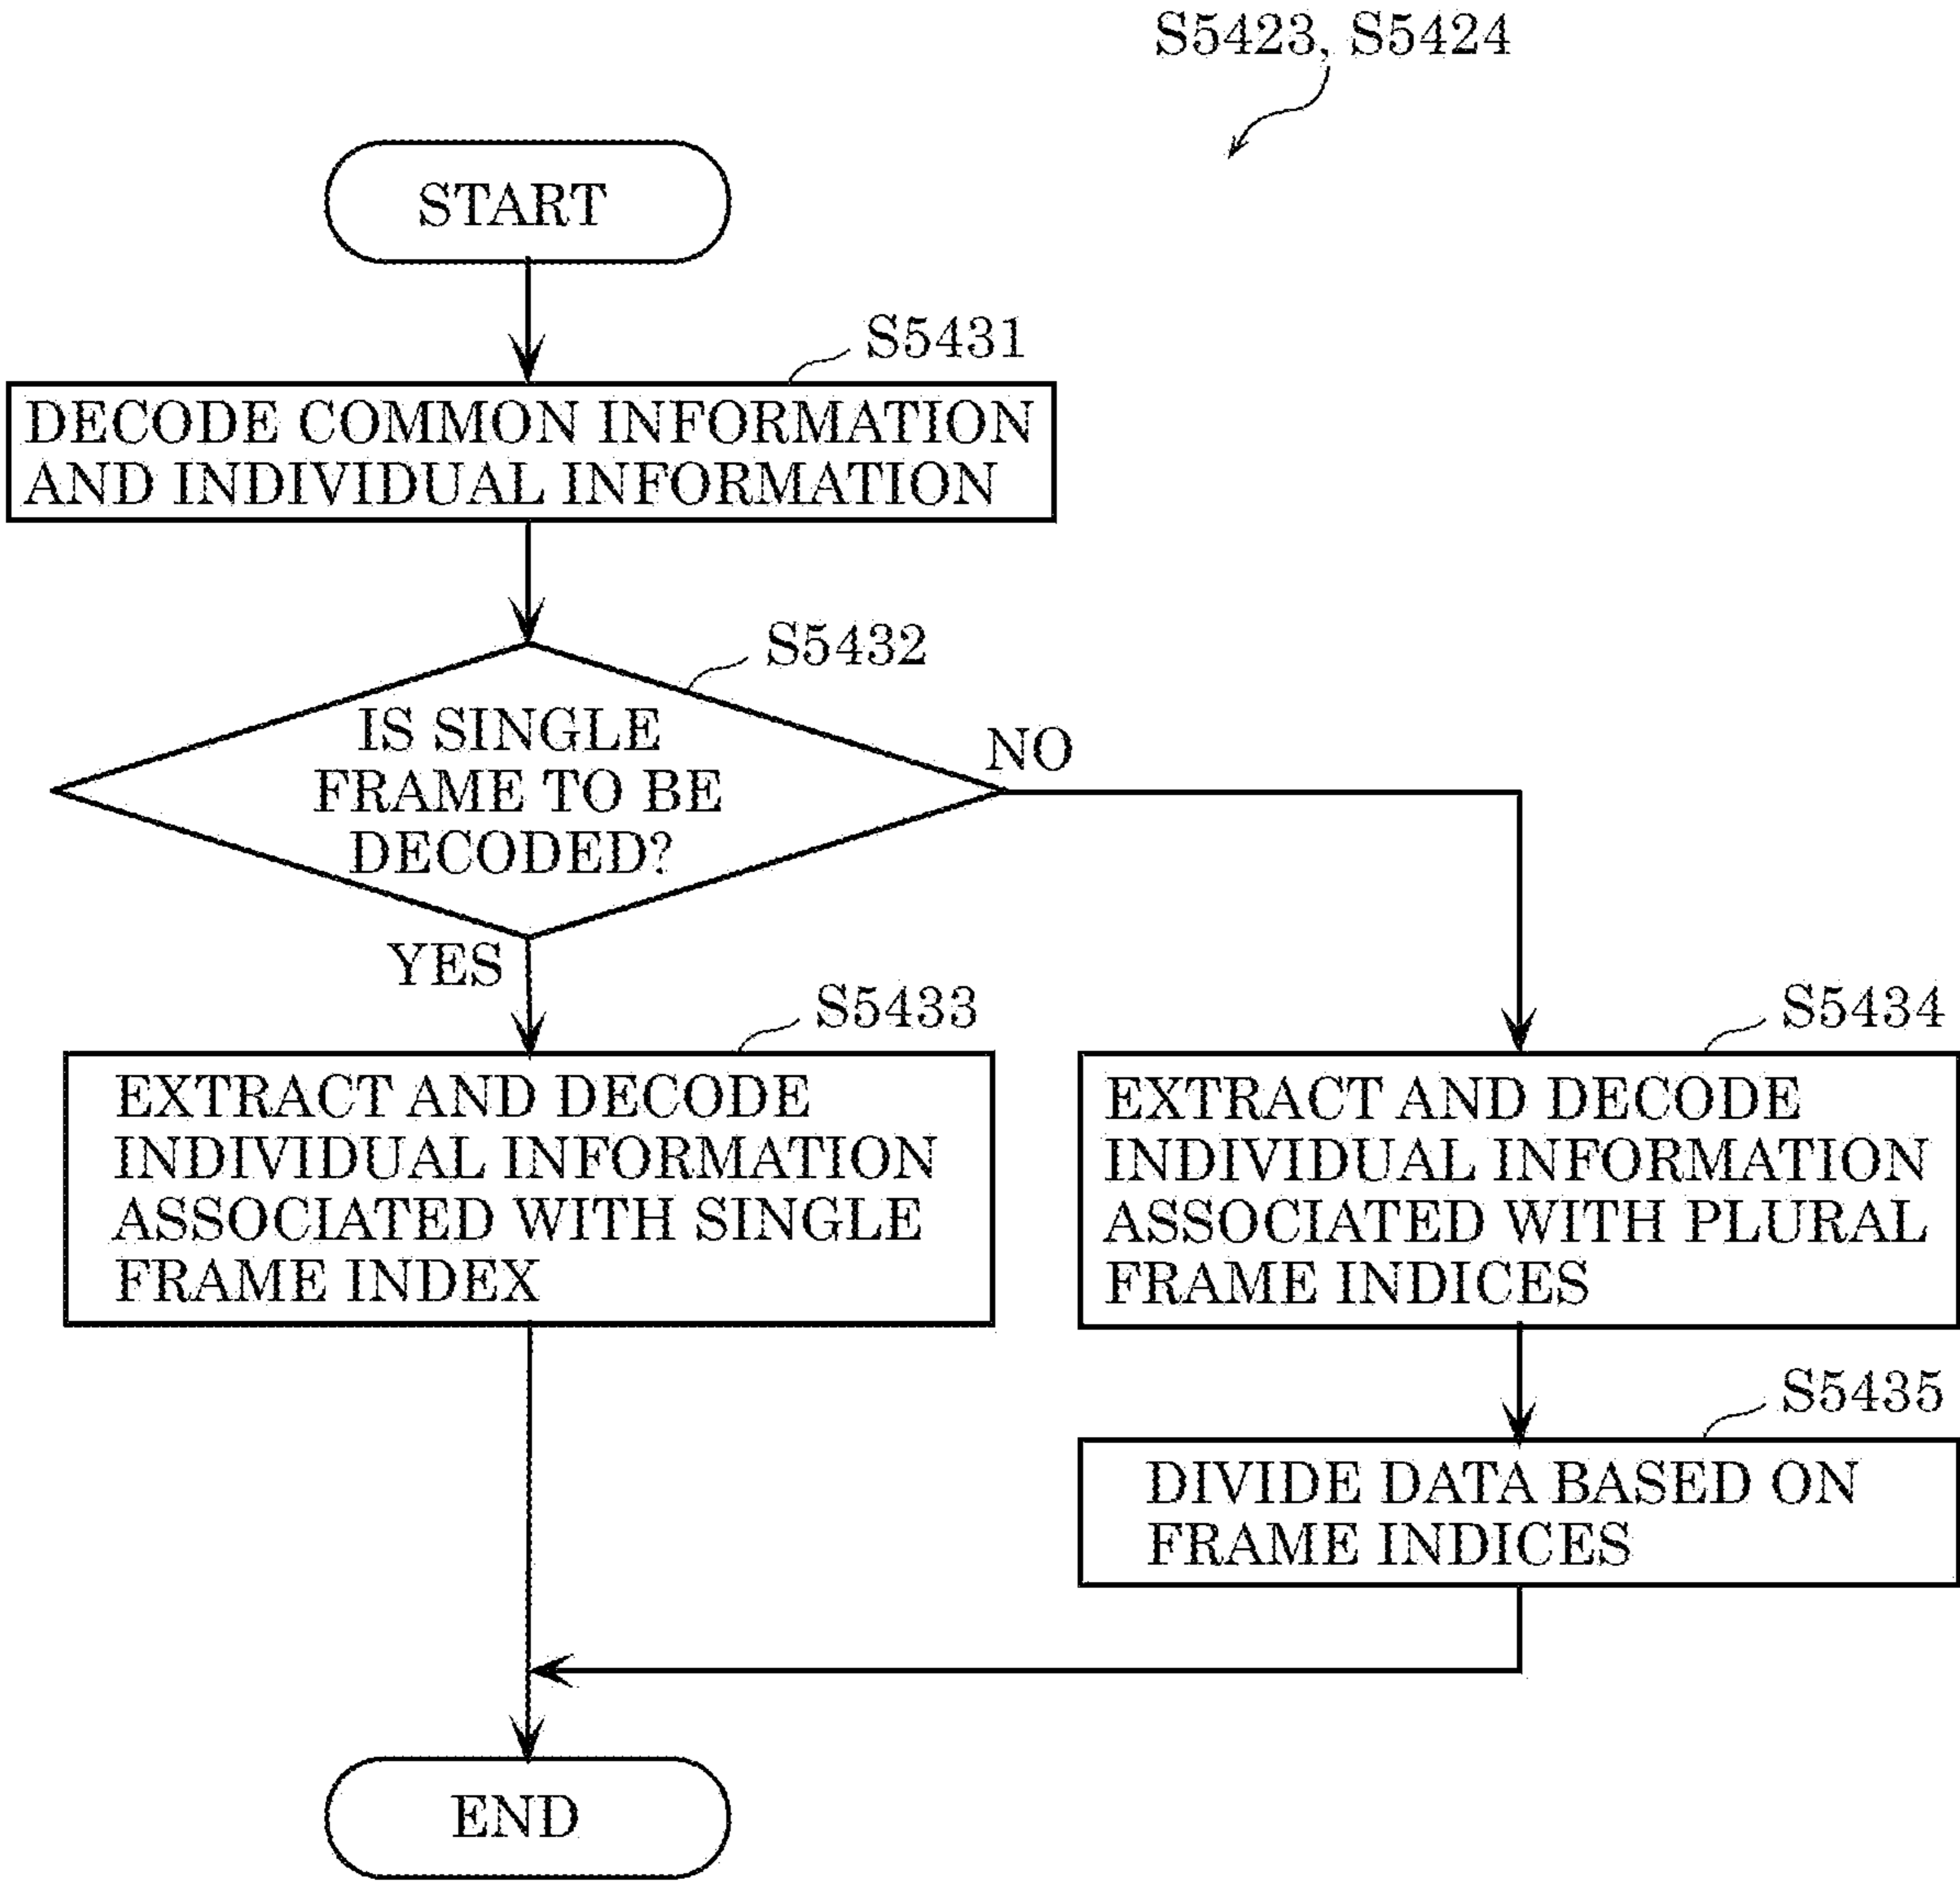 S5423, S5424
START
S5431
DECODE COMMON INFORMATION
AND INDIVIDUAL INFORMATION
S5432
IS SINGLE
FRAME TO BE
DECODED?
NO
YES
S5433
EXTRACT AND DECODE
INDIVIDUAL INFORMATION
ASSOCIATED WITH SINGLE
FRAME INDEX
S5434
EXTRACT AND DECODE
INDIVIDUAL INFORMATION
ASSOCIATED WITH PLURAL
FRAME INDICES
S5435
DIVIDE DATA BASED ON
FRAME INDICES
END